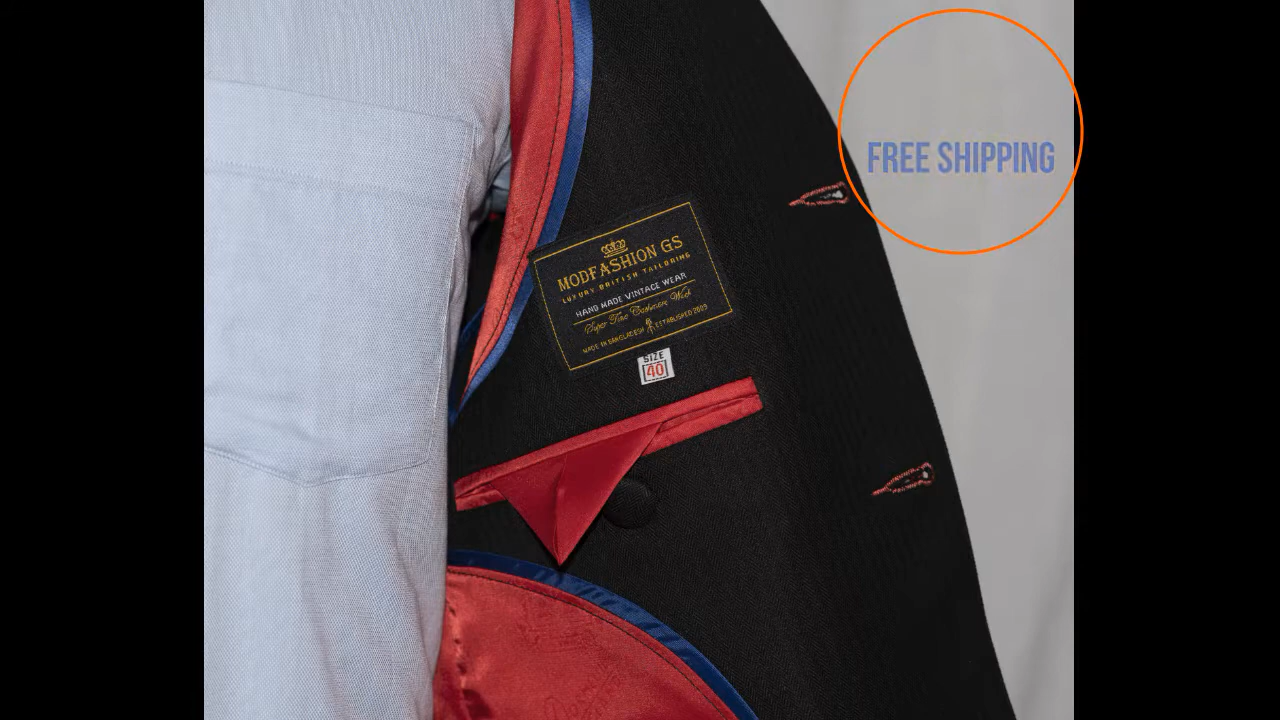 FREE SHIPPING
MODFASHION GS
LUXURY BRITISH TAILORING
HAND MADE VINTAGE WEAR
Super Fine Cashmere Wool
MADE IN BANGLADESH ESTABLISHED 2009
SIZE
40